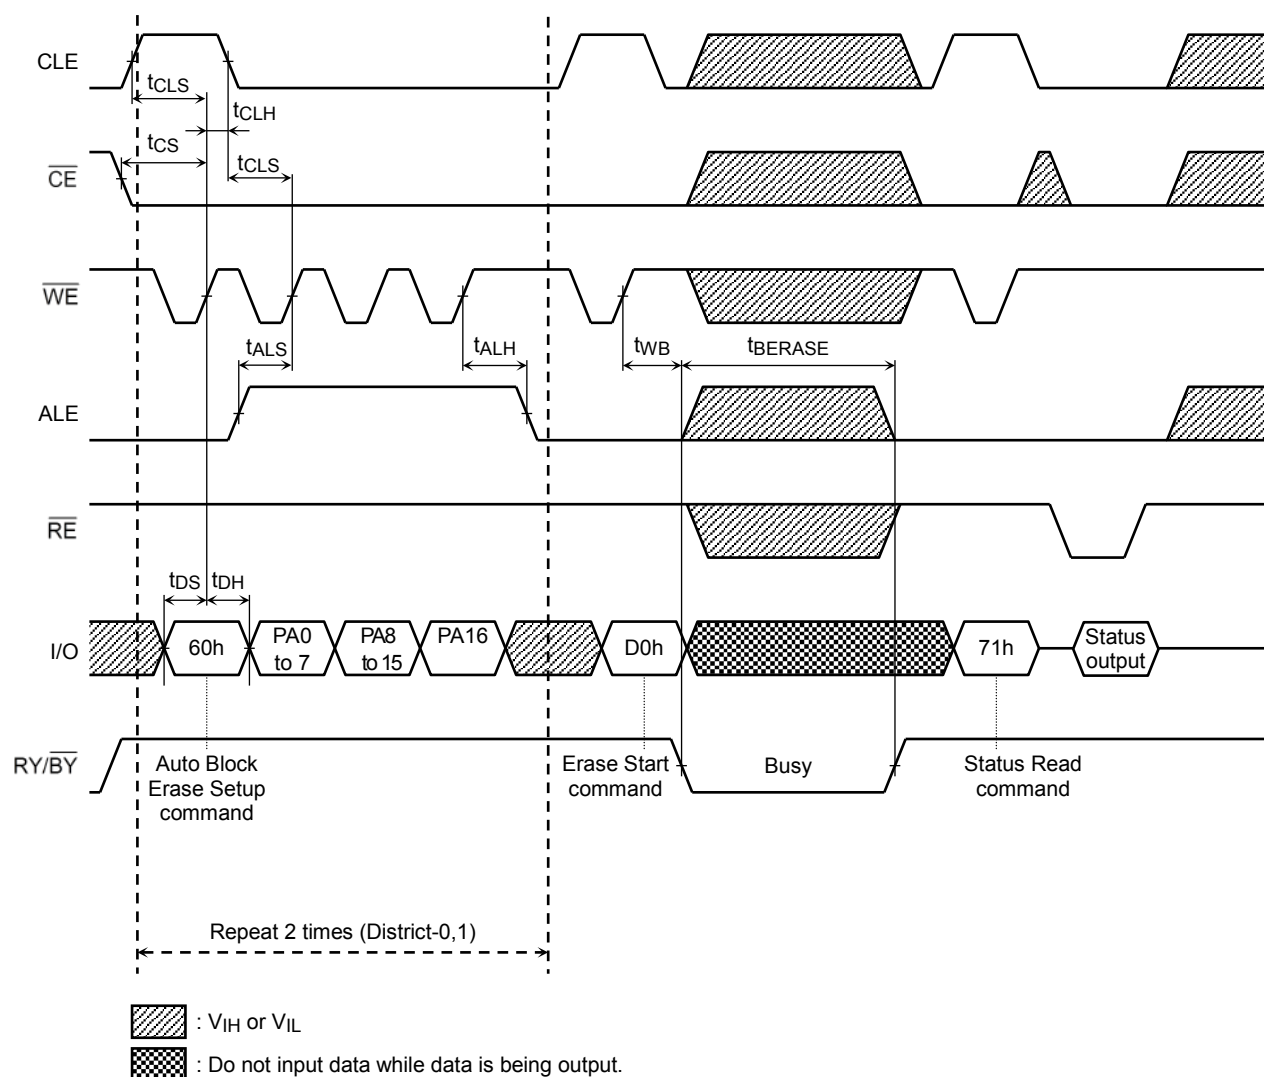 CLE
tCLS
tCLH
tCS
tCLS
CE
WE
tALS
tALH
tWB
tBERASE
ALE
RE
tDS
tDH
I/O
60h
PA0
to 7
PA8
to 15
PA16
D0h
71h
Status
output
RY/BY
Auto Block
Erase Setup
command
Erase Start
command
Busy
Status Read
command
Repeat 2 times (District-0,1)
: VIH or VIL
: Do not input data while data is being output.